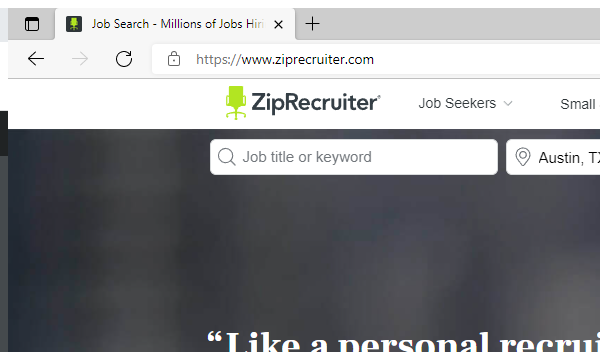 Job Search - Millions of Jobs Hiri
https://www.ziprecruiter.com
ZipRecruiter®
Job Seekers
Small
Job title or keyword
Austin, TX
“Like a personal recrui